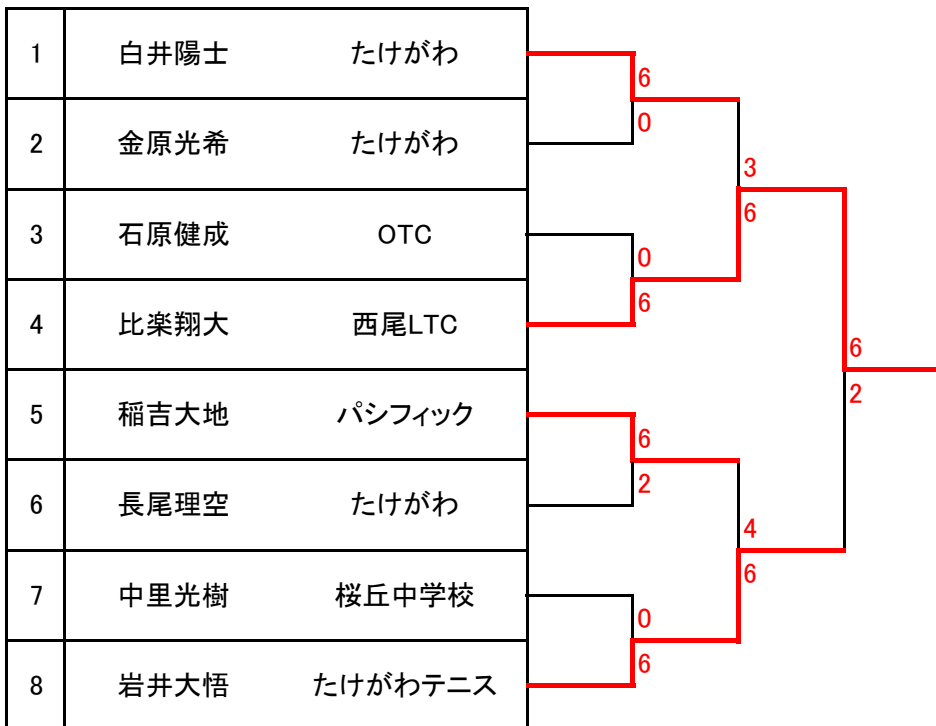 1 白井陽士 たけがわ
6
0
2 金原光希 たけがわ
3
6
3 石原健成 OTC
0
6
4 比楽翔大 西尾LTC
6
2
5 稲吉大地 パシフィック
6
2
6 長尾理空 たけがわ
4
6
7 中里光樹 桜丘中学校
0
6
8 岩井大悟 たけがわテニス